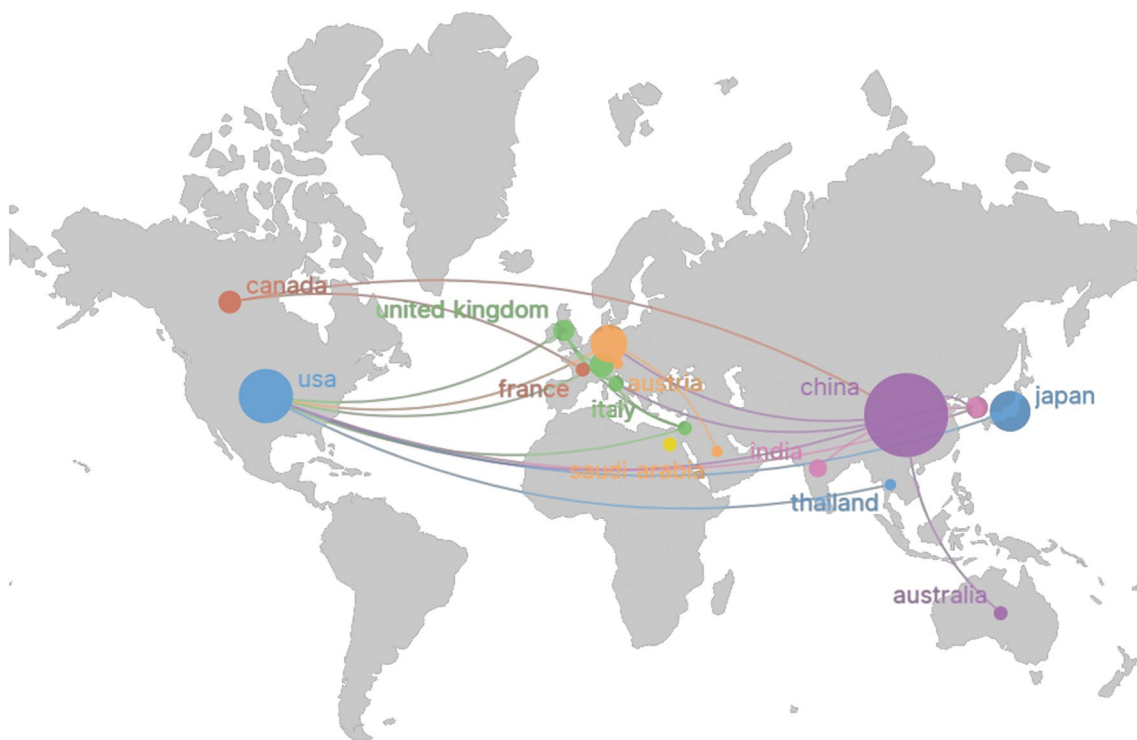 canada
united kingdom
usa
france
austria
italy
china
japan
india
saudi arabia
thailand
australia